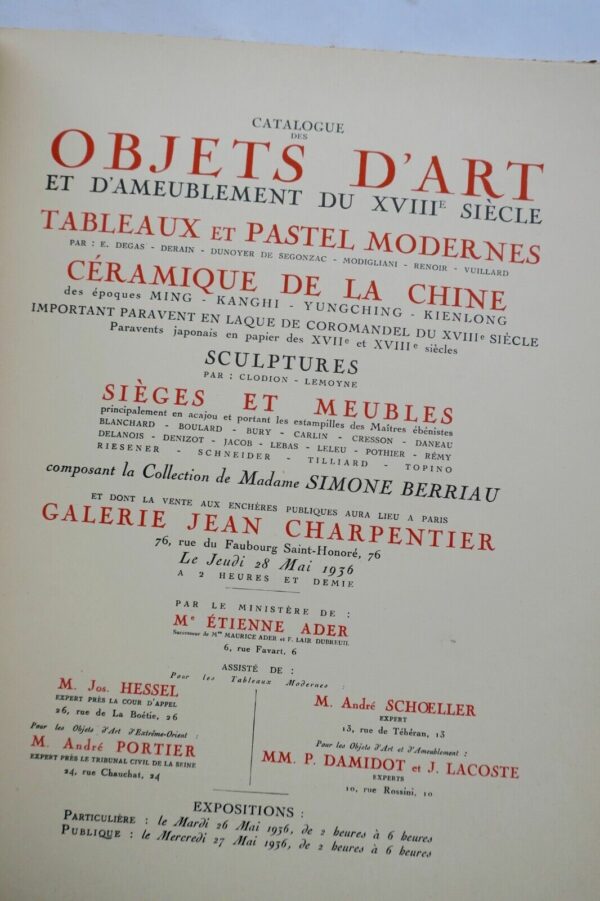 CATALOGUE
DES
OBJETS D'ART
ET D'AMEUBLEMENT DU XVIIIE SIÈCLE
TABLEAUX ET PASTEL MODERNES
PAR : E. DEGAS - DERAIN - DUNOYER DE SEGONZAC - MODIGLIANI - RENOIR - VUILLARD
CÉRAMIQUE DE LA CHINE
des époques MING - KANGHI - YUNGCHING - KIENLONG
IMPORTANT PARAVENT EN LAQUE DE COROMANDEL DU XVIIIe SIÈCLE
Paravents japonais en papier des XVIIe et XVIIIe siècles
SCULPTURES
PAR : CLODION - LEMOYNE
SIÈGES ET MEUBLES
principalement en acajou et portant les estampilles des Maîtres ébénistes
BLANCHARD - BOULARD - BURY - CARLIN - CRESSON - DANEAU
DELANOIS - DENIZOT - JACOB - LEBAS - LELEU - POTHIER - RÉMY
RIESENER - SCHNEIDER - TILLIARD - TOPINO
composant la Collection de Madame SIMONE BERRIAU
ET DONT LA VENTE AUX ENCHÈRES PUBLIQUES AURA LIEU A PARIS
GALERIE JEAN CHARPENTIER
76, rue du Faubourg Saint-Honoré, 76
Le Jeudi 28 Mai 1936
A 2 HEURES ET DEMIE
PAR LE MINISTÈRE DE :
Me ÉTIENNE ADER
Successeur de Mes MAURICE ADER et F. LAIR DUBREUIL
6, rue Favart, 6
ASSISTÉ DE :
Pour les Tableaux Modernes :
M. Jos. HESSEL
EXPERT PRÈS LA COUR D'APPEL
26, rue de La Boëtie, 26
M. André SCHŒLLER
EXPERT
13, rue de Téhéran, 13
Pour les Objets d'Art d'Extrême-Orient :
M. André PORTIER
EXPERT PRÈS LE TRIBUNAL CIVIL DE LA SEINE
24, rue Chauchat, 24
Pour les Objets d'Art et d'Ameublement :
MM. P. DAMIDOT et J. LACOSTE
EXPERTS
10, rue Rossini, 10
EXPOSITIONS :
PARTICULIÈRE : le Mardi 26 Mai 1936, de 2 heures à 6 heures
PUBLIQUE : le Mercredi 27 Mai 1936, de 2 heures à 6 heures